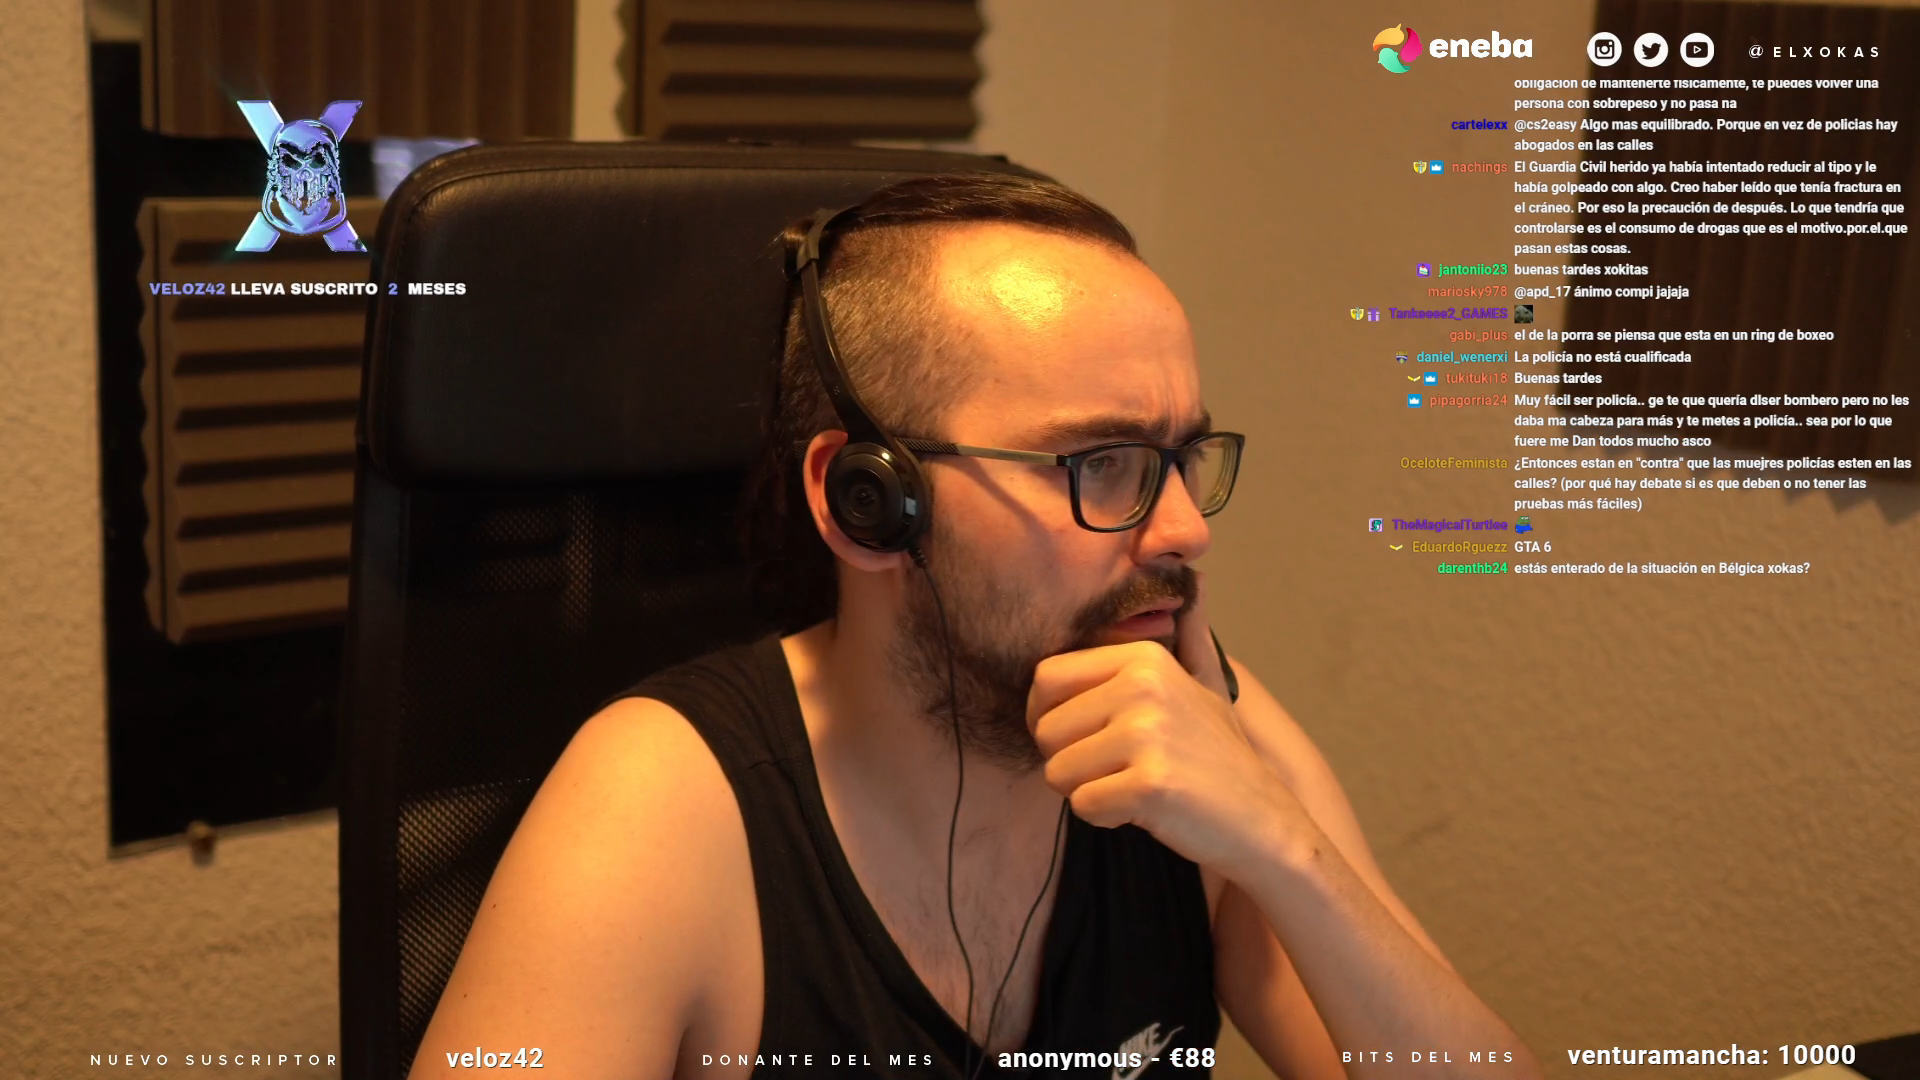 eneba
@ELXOKAS
obligación de mantenerte físicamente, te puedes volver una
persona con sobrepeso y no pasa na
cartelexx @cs2easy Algo mas equilibrado. Porque en vez de policias hay
abogados en las calles
nachings El Guardia Civil herido ya había intentado reducir al tipo y le
había golpeado con algo. Creo haber leído que tenía fractura en
el cráneo. Por eso la precaución de después. Lo que tendría que
controlarse es el consumo de drogas que es el motivo.por.el.que
pasan estas cosas.
jantoniio23 buenas tardes xokitas
mariosky978 @apd_17 ánimo compi jajaja
Tankeeee2_GAMES
gabi_plus el de la porra se piensa que esta en un ring de boxeo
daniel_wenerxi La policía no está cualificada
tukituki18 Buenas tardes
pipagorria24 Muy fácil ser policía.. ge te que quería dIser bombero pero no les
daba ma cabeza para más y te metes a policía.. sea por lo que
fuere me Dan todos mucho asco
OceloteFeminista ¿Entonces estan en "contra" que las muejres policías esten en las
calles? (por qué hay debate si es que deben o no tener las
pruebas más fáciles)
TheMagicalTurtlee
EduardoRguezz GTA 6
darenthb24 estás enterado de la situación en Bélgica xokas?
VELOZ42 LLEVA SUSCRITO 2 MESES
NIKE
NUEVO SUSCRIPTOR veloz42 DONANTE DEL MES anonymous - €88 BITS DEL MES venturamancha: 10000